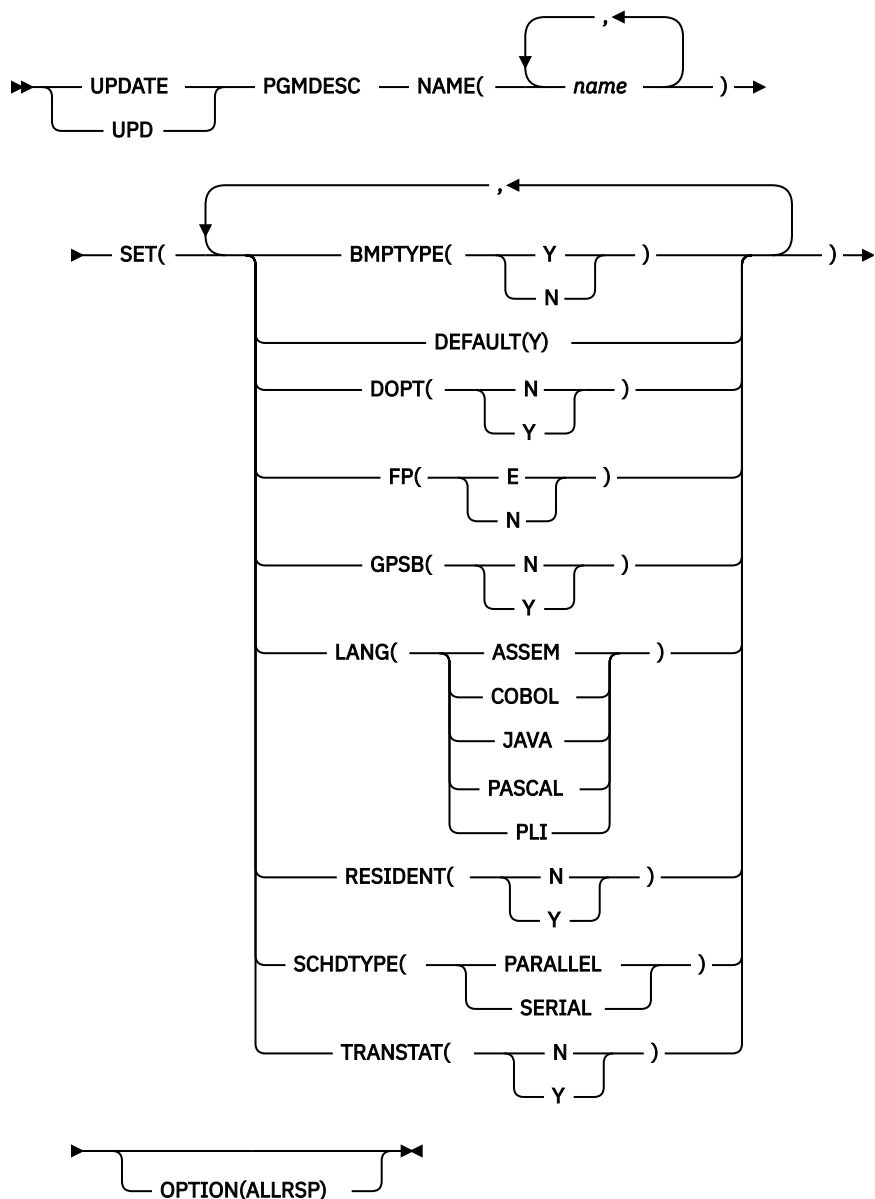 ,
UPDATE PGMDESC NAME( name )
UPD
,
SET( BMPTYPE( Y ) )
N
DEFAULT(Y)
DOPT( N )
Y
FP( E )
N
GPSB( N )
Y
LANG( ASSEM )
COBOL
JAVA
PASCAL
PLI
RESIDENT( N )
Y
SCHDTYPE( PARALLEL )
SERIAL
TRANSTAT( N )
Y
OPTION(ALLRSP)